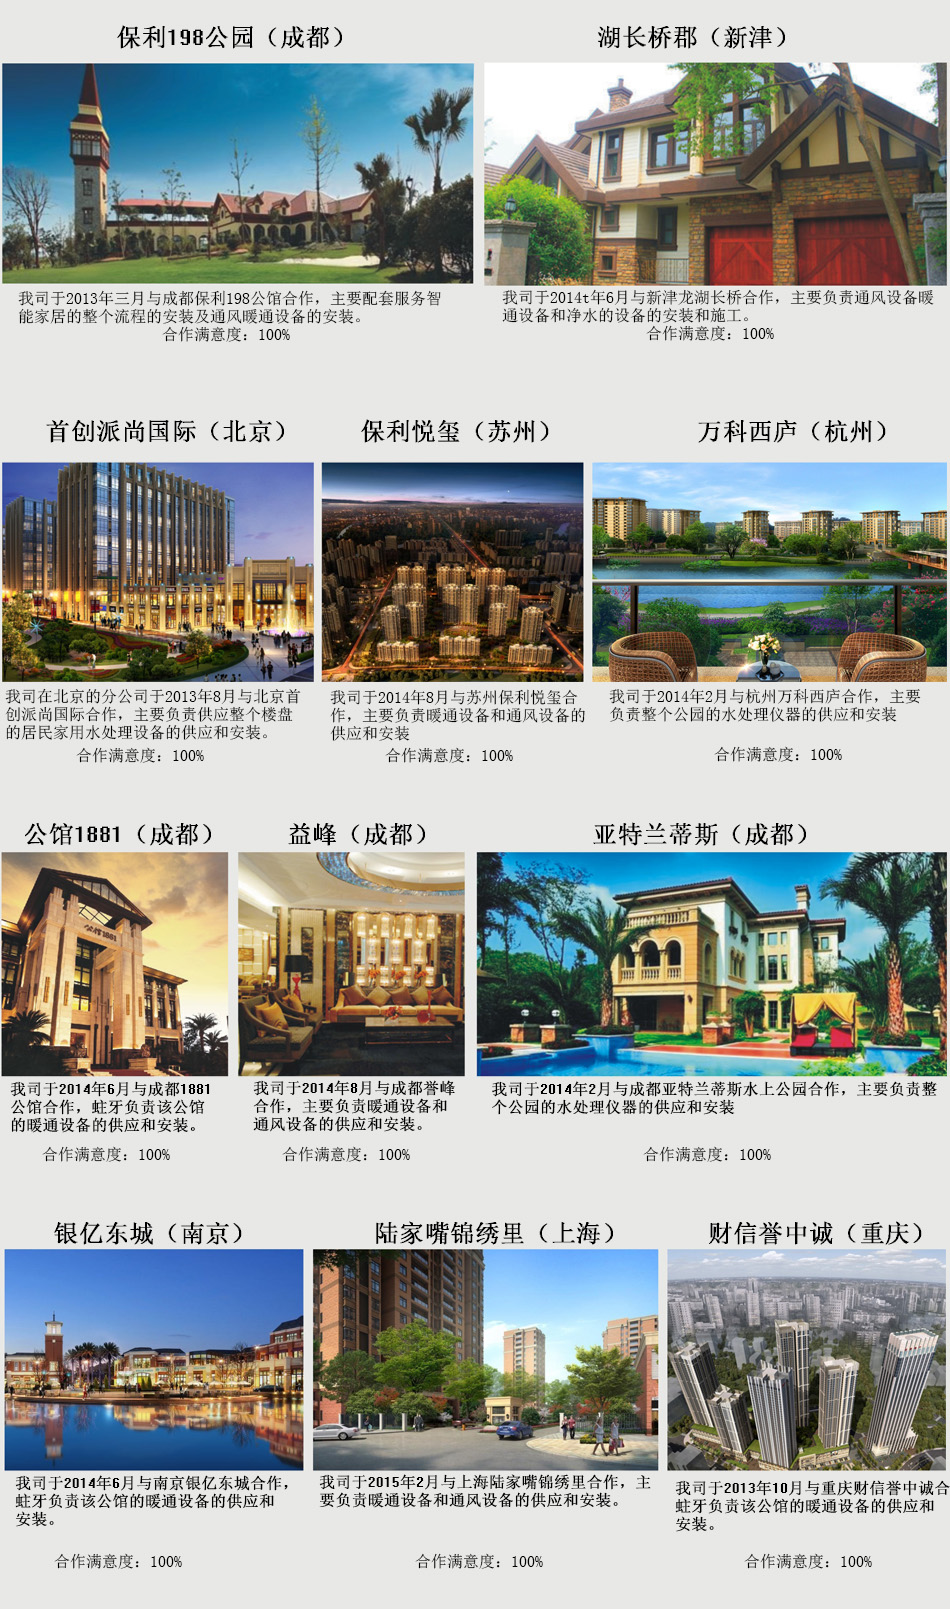 保利198公园（成都）
湖长桥郡（新津）
我司于2013年三月与成都保利198公馆合作，主要配套服务智
能家居的整个流程的安装及通风暖通设备的安装。
合作满意度：100%
我司于2014t年6月与新津龙湖长桥合作，主要负责通风设备暖
通设备和净水的设备的安装和施工。
合作满意度：100%
首创派尚国际（北京）
保利悦玺（苏州）
万科西庐（杭州）
我司在北京的分公司于2013年8月与北京首
创派尚国际合作，主要负责供应整个楼盘
的居民家用水处理设备的供应和安装。
合作满意度：100%
我司于2014年8月与苏州保利悦玺合
作，主要负责暖通设备和通风设备的
供应和安装
合作满意度：100%
我司于2014年2月与杭州万科西庐合作，主要
负责整个公园的水处理仪器的供应和安装
合作满意度：100%
公馆1881（成都）
益峰（成都）
亚特兰蒂斯（成都）
公馆1881
我司于2014年6月与成都1881
公馆合作，蛀牙负责该公馆
的暖通设备的供应和安装。
合作满意度：100%
我司于2014年8月与成都誉峰
合作，主要负责暖通设备和
通风设备的供应和安装。
合作满意度：100%
我司于2014年2月与成都亚特兰蒂斯水上公园合作，主要负责整
个公园的水处理仪器的供应和安装
合作满意度：100%
银亿东城（南京）
陆家嘴锦绣里（上海）
财信誉中诚（重庆）
我司于2014年6月与南京银亿东城合作，
蛀牙负责该公馆的暖通设备的供应和
安装。
合作满意度：100%
我司于2015年2月与上海陆家嘴锦绣里合作，主
要负责暖通设备和通风设备的供应和安装。
合作满意度：100%
我司于2013年10月与重庆财信誉中诚合
蛀牙负责该公馆的暖通设备的供应和
安装。
合作满意度：100%